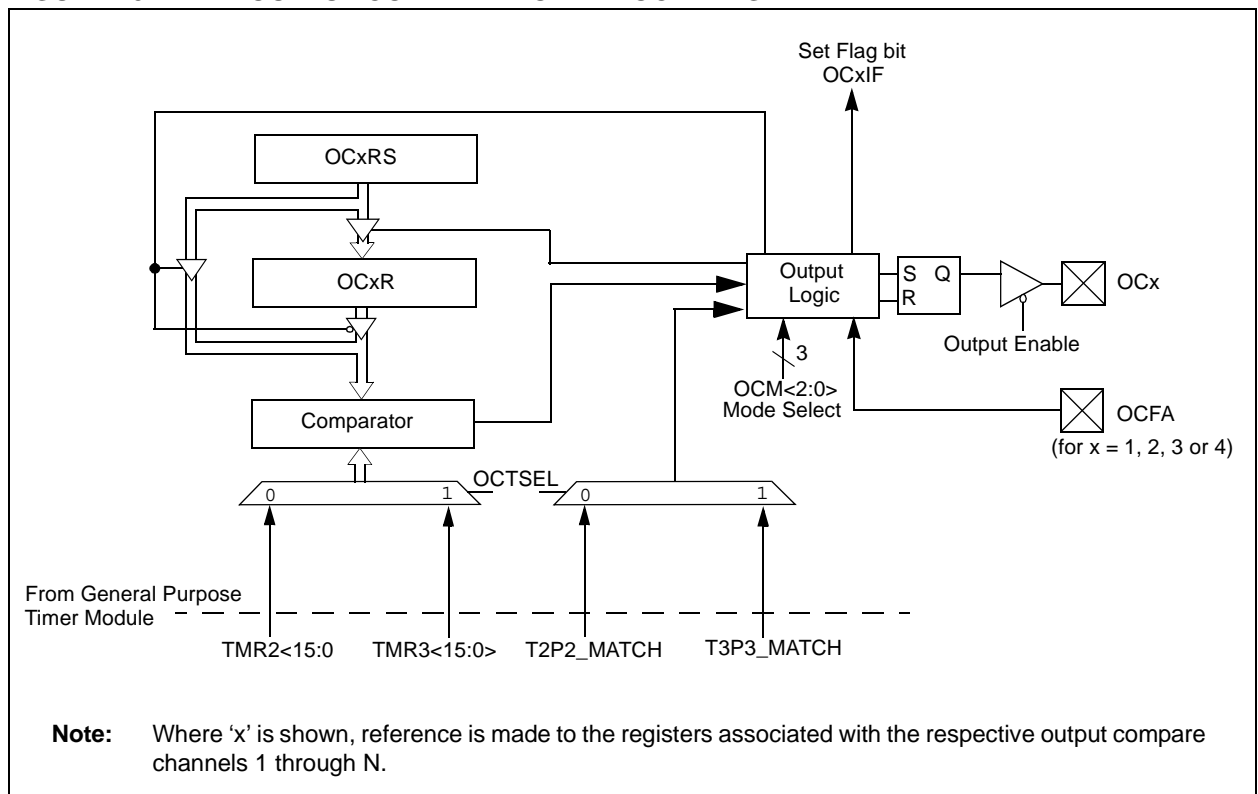 Set Flag bit
OCxIF
OCxRS
OCxR
Output
Logic
S Q
R
OCx
Output Enable
3
OCM<2:0>
Mode Select
Comparator
OCFA
(for x = 1, 2, 3 or 4)
0 1
OCTSEL
0 1
From General Purpose
Timer Module
TMR2<15:0
TMR3<15:0>
T2P2_MATCH
T3P3_MATCH
Note: Where ‘x’ is shown, reference is made to the registers associated with the respective output compare
channels 1 through N.